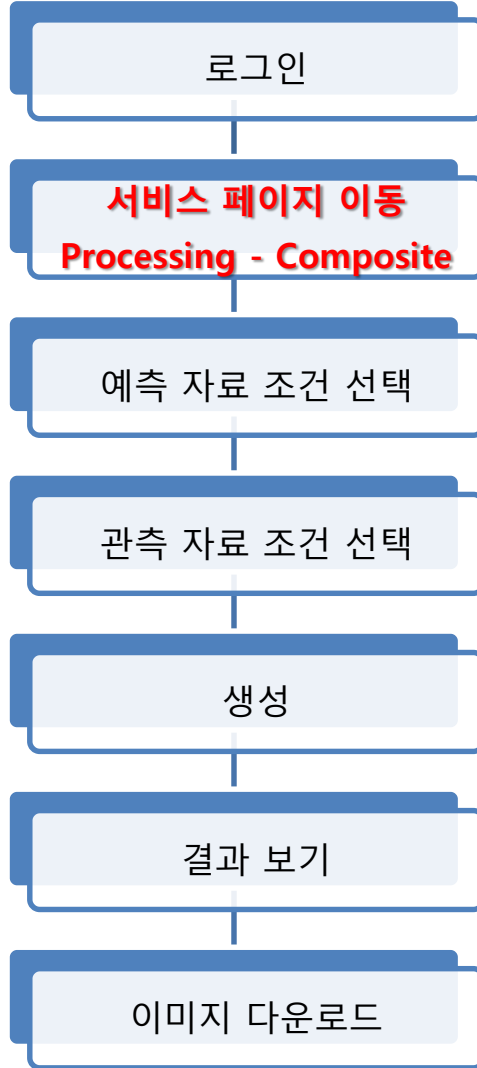 로그인
서비스 페이지 이동
Processing - Composite
예측 자료 조건 선택
관측 자료 조건 선택
생성
결과 보기
이미지 다운로드